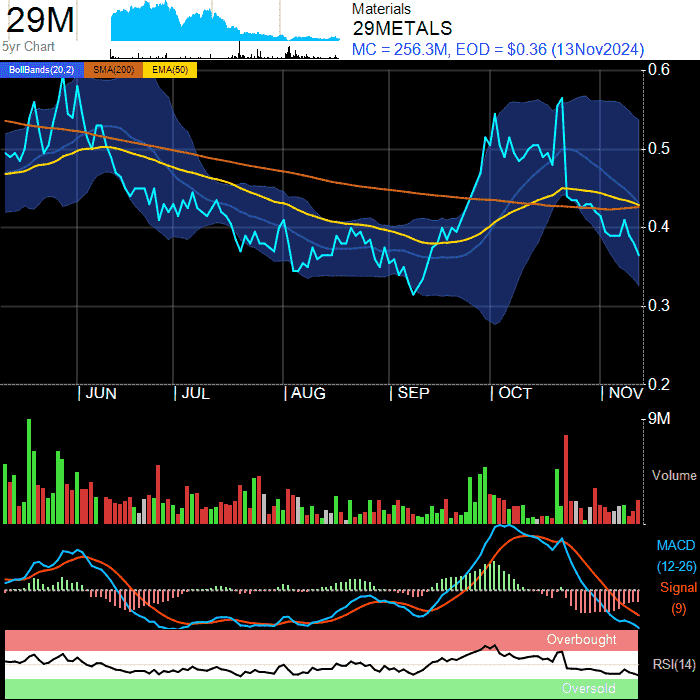 29M
5yr Chart
Materials
29METALS
MC = 256.3M, EOD = $0.36 (13Nov2024)
BollBands(20,2) SMA(200) EMA(50)
0.6
0.5
0.4
0.3
0.2
| JUN | JUL | AUG | SEP | OCT | NOV
9M
Volume
MACD
(12-26)
Signal
(9)
Overbought
RSI(14)
Oversold